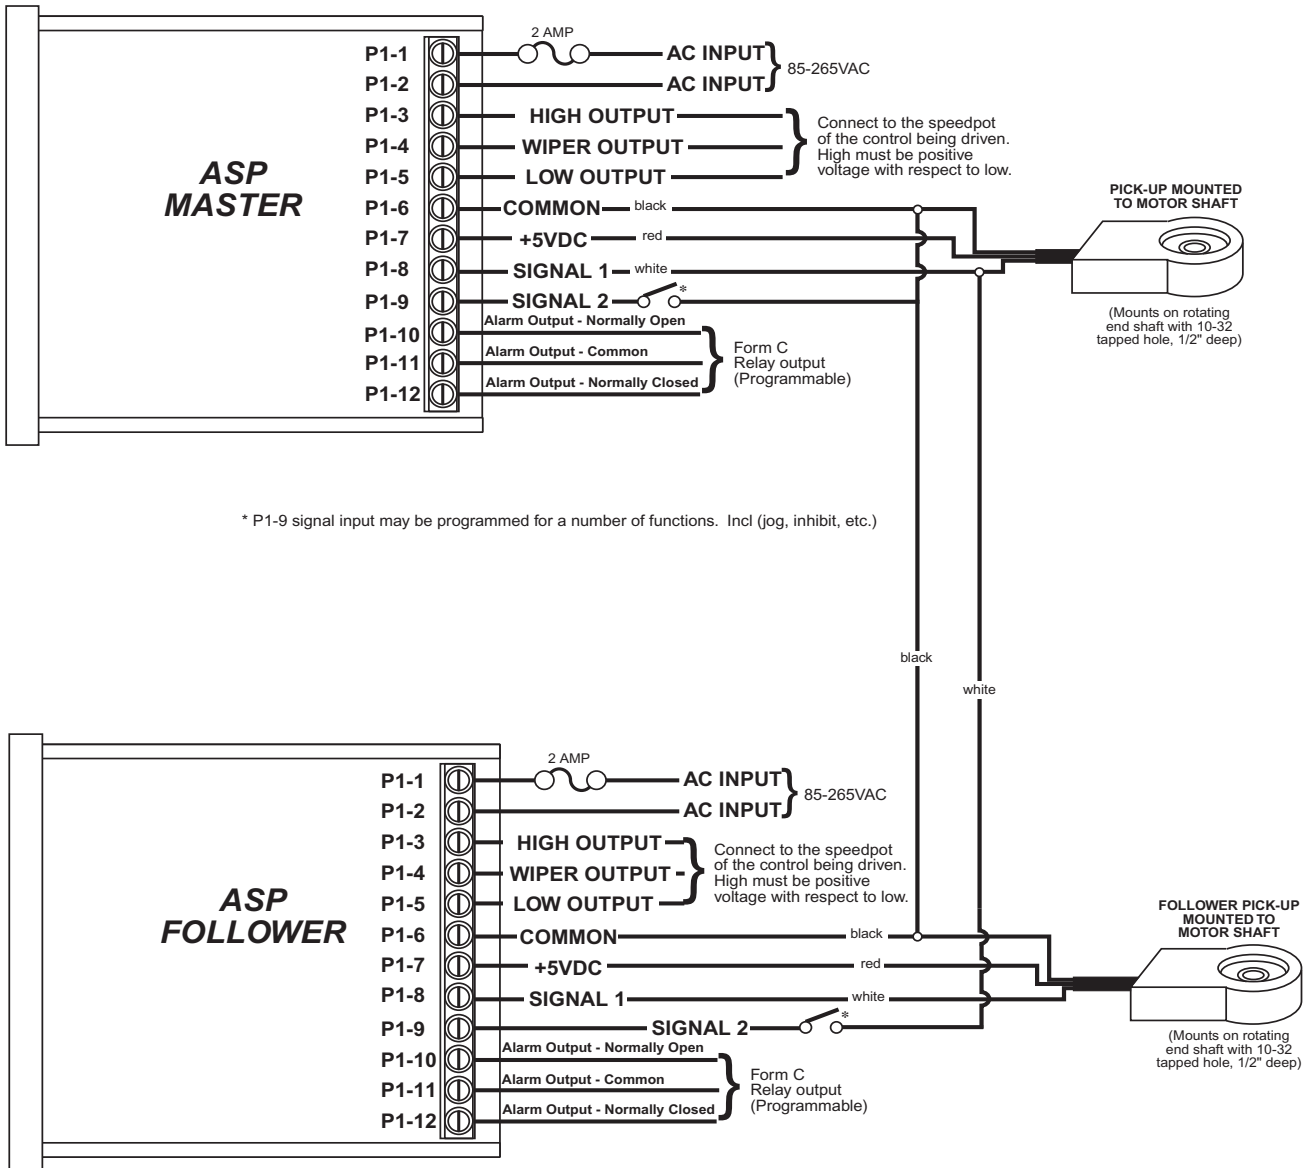 2 AMP
P1-1 AC INPUT
85-265VAC
P1-2 AC INPUT
P1-3 HIGH OUTPUT
P1-4 WIPER OUTPUT
P1-5 LOW OUTPUT
Connect to the speedpot
of the control being driven.
High must be positive
voltage with respect to low.
ASP
MASTER
P1-6 COMMON black
P1-7 +5VDC red
P1-8 SIGNAL 1 white
P1-9 SIGNAL 2 *
P1-10 Alarm Output - Normally Open
P1-11 Alarm Output - Common
P1-12 Alarm Output - Normally Closed
Form C
Relay output
(Programmable)
PICK-UP MOUNTED
TO MOTOR SHAFT
(Mounts on rotating
end shaft with 10-32
tapped hole, 1/2" deep)
* P1-9 signal input may be programmed for a number of functions. Incl (jog, inhibit, etc.)
black
white
2 AMP
P1-1 AC INPUT
85-265VAC
P1-2 AC INPUT
P1-3 HIGH OUTPUT
P1-4 WIPER OUTPUT
P1-5 LOW OUTPUT
Connect to the speedpot
of the control being driven.
High must be positive
voltage with respect to low.
ASP
FOLLOWER
P1-6 COMMON black
P1-7 +5VDC red
P1-8 SIGNAL 1 white
P1-9 SIGNAL 2 *
P1-10 Alarm Output - Normally Open
P1-11 Alarm Output - Common
P1-12 Alarm Output - Normally Closed
Form C
Relay output
(Programmable)
FOLLOWER PICK-UP
MOUNTED TO
MOTOR SHAFT
(Mounts on rotating
end shaft with 10-32
tapped hole, 1/2" deep)